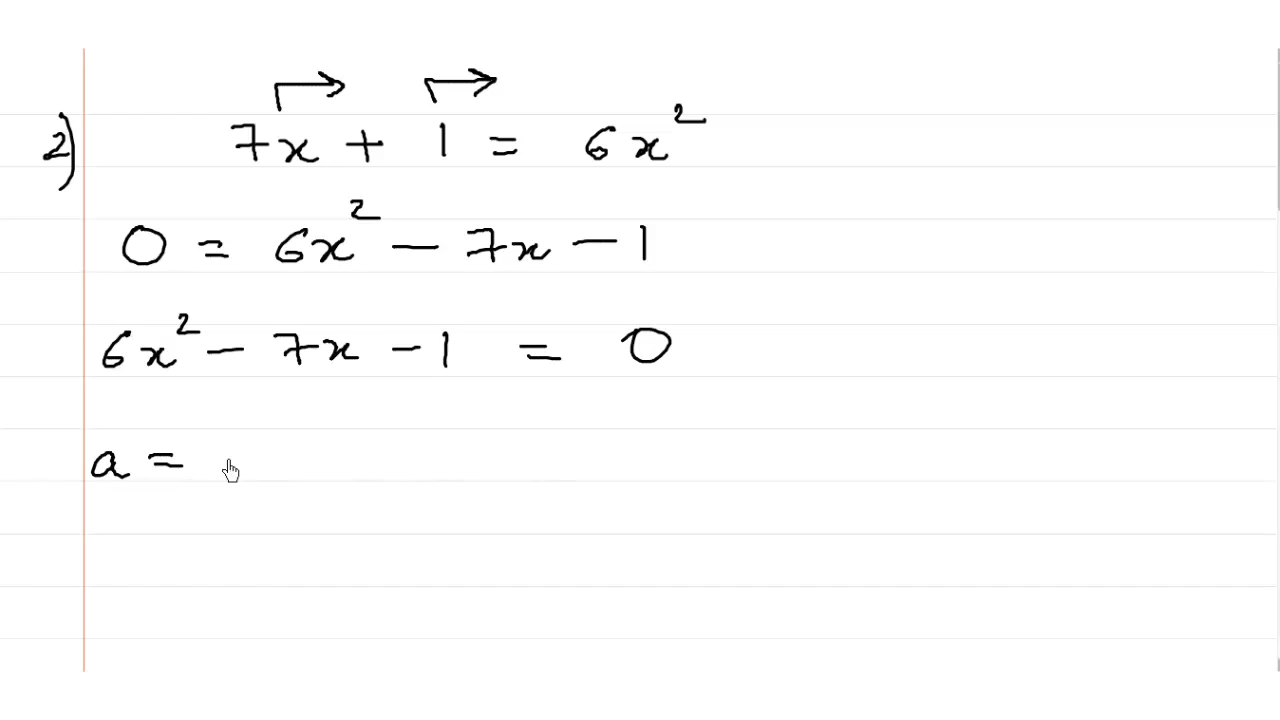 2) 7x + 1 = 6x²
0 = 6x² - 7x - 1
6x² - 7x - 1 = 0
a =